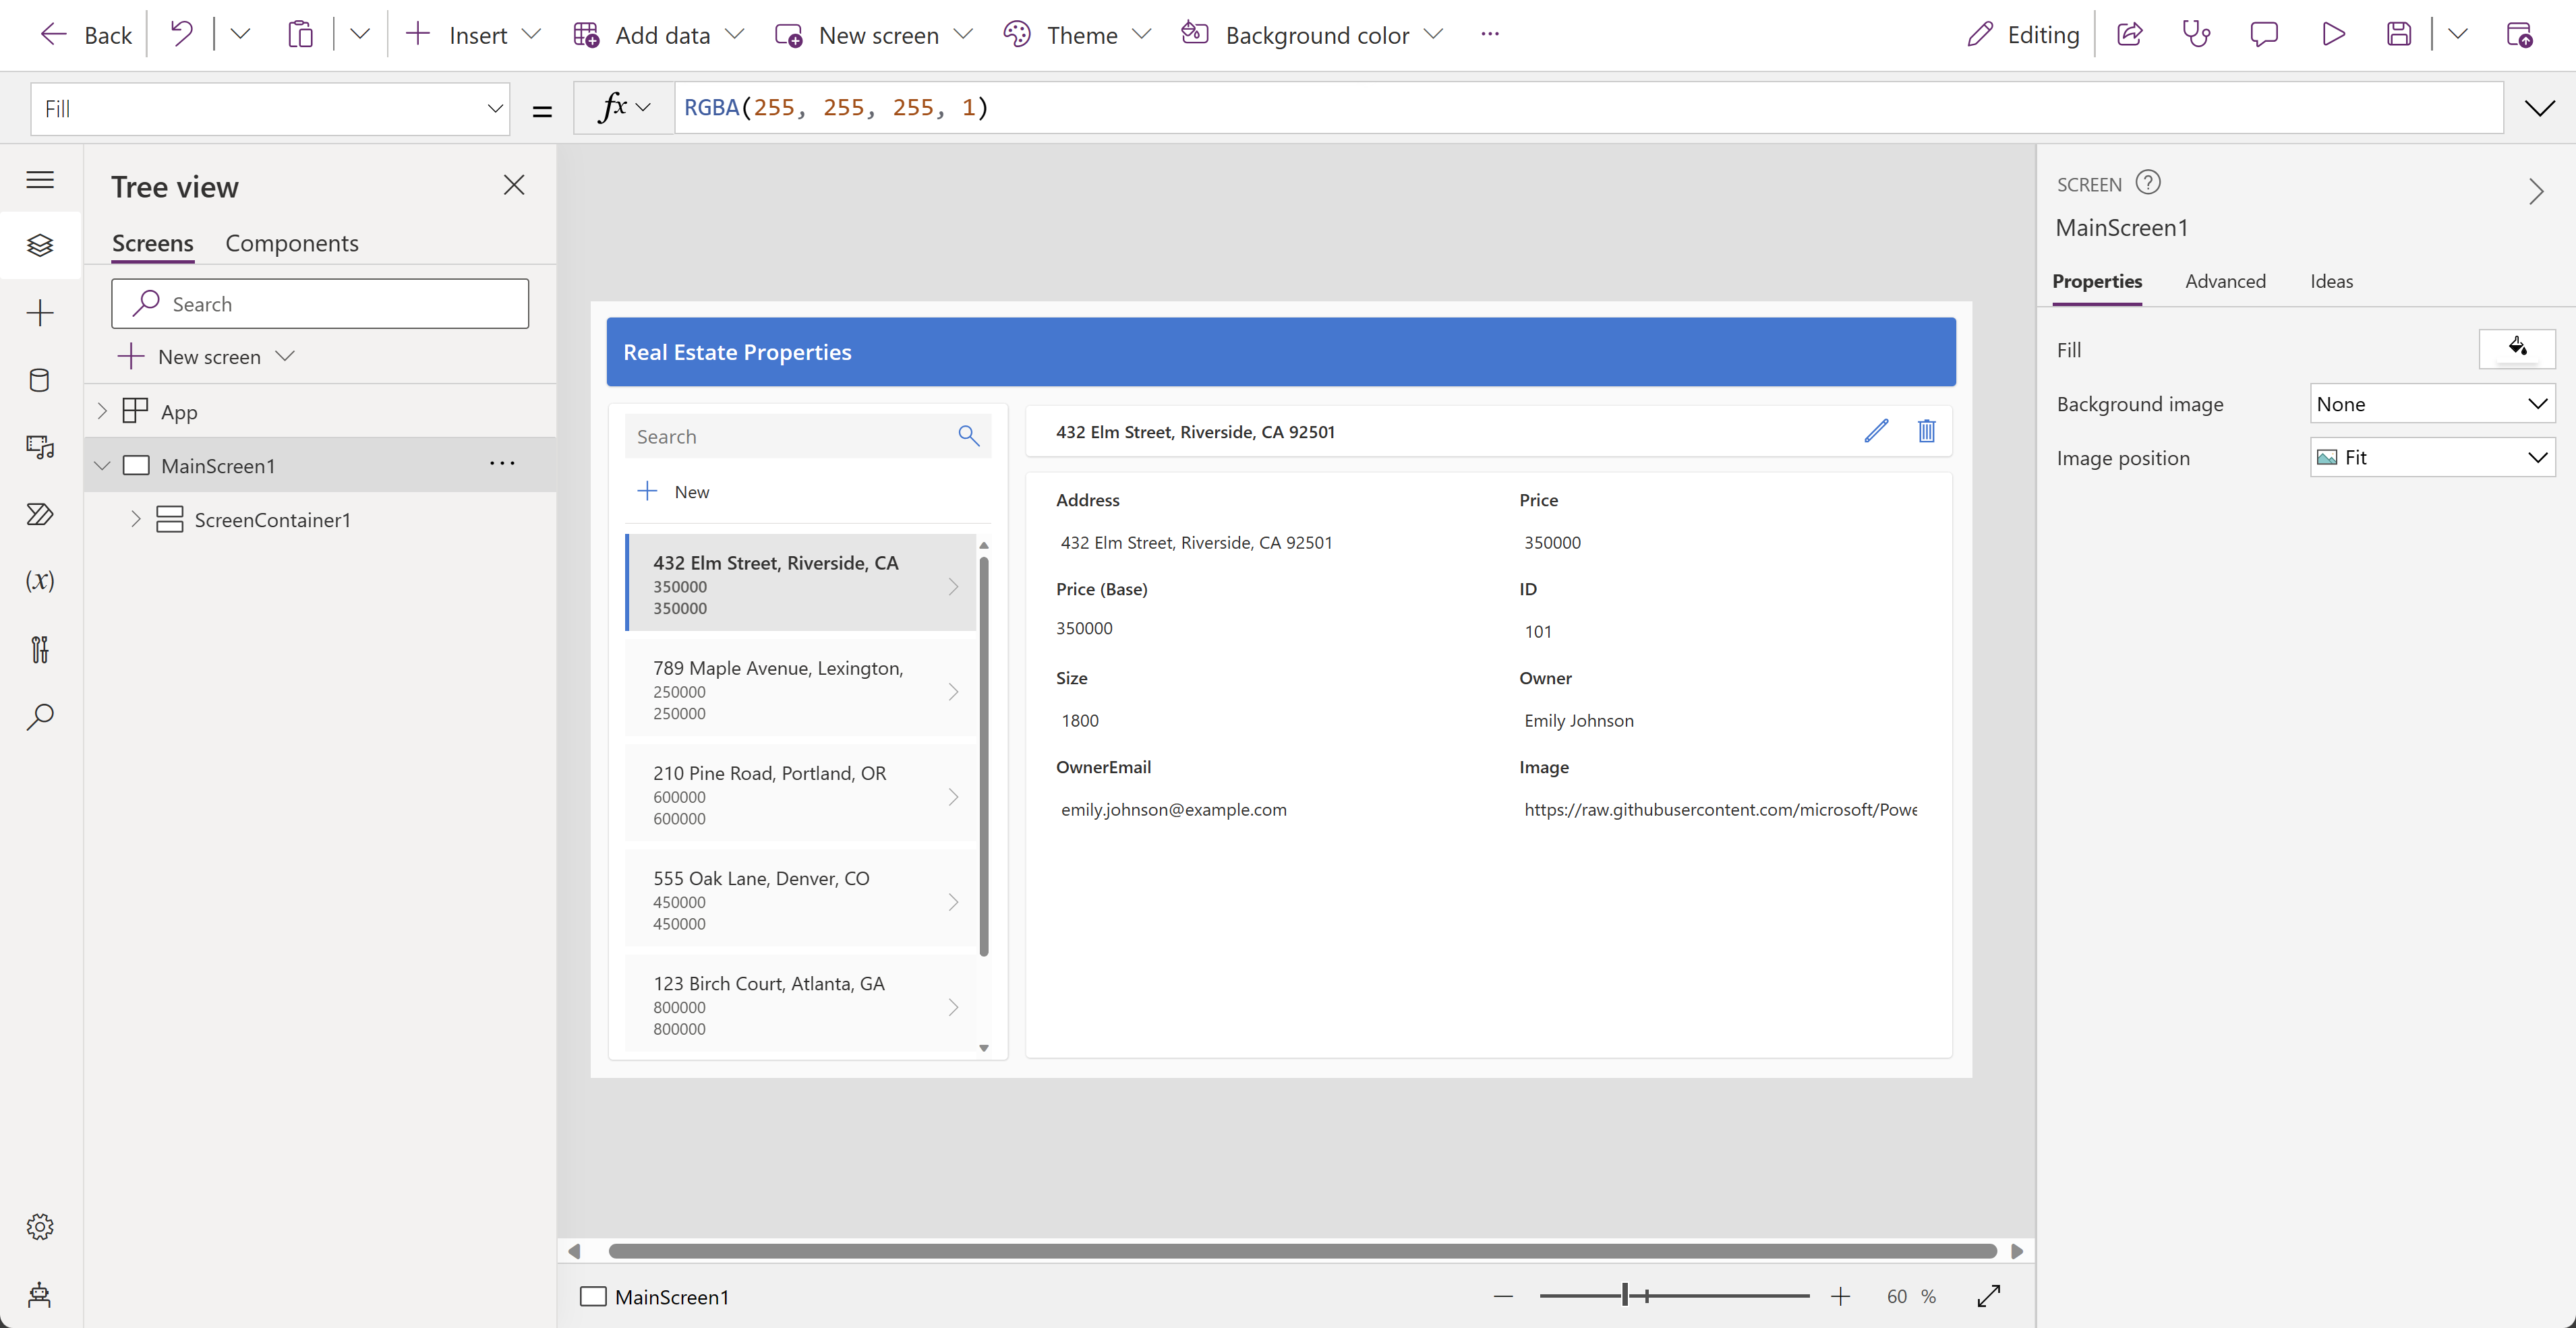 Back
Insert
Add data
New screen
Theme
Background color
...
Editing
Fill
=
fx
RGBA(255, 255, 255, 1)
Tree view
Screens
Components
Search
New screen
App
MainScreen1
...
ScreenContainer1
(x)
Real Estate Properties
Search
New
432 Elm Street, Riverside, CA
350000
350000
789 Maple Avenue, Lexington,
250000
250000
210 Pine Road, Portland, OR
600000
600000
555 Oak Lane, Denver, CO
450000
450000
123 Birch Court, Atlanta, GA
800000
800000
432 Elm Street, Riverside, CA 92501
Address
Price
432 Elm Street, Riverside, CA 92501
350000
Price (Base)
ID
350000
101
Size
Owner
1800
Emily Johnson
OwnerEmail
Image
emily.johnson@example.com
https://raw.githubusercontent.com/microsoft/Powe
MainScreen1
60 %
SCREEN
MainScreen1
Properties
Advanced
Ideas
Fill
Background image
None
Image position
Fit